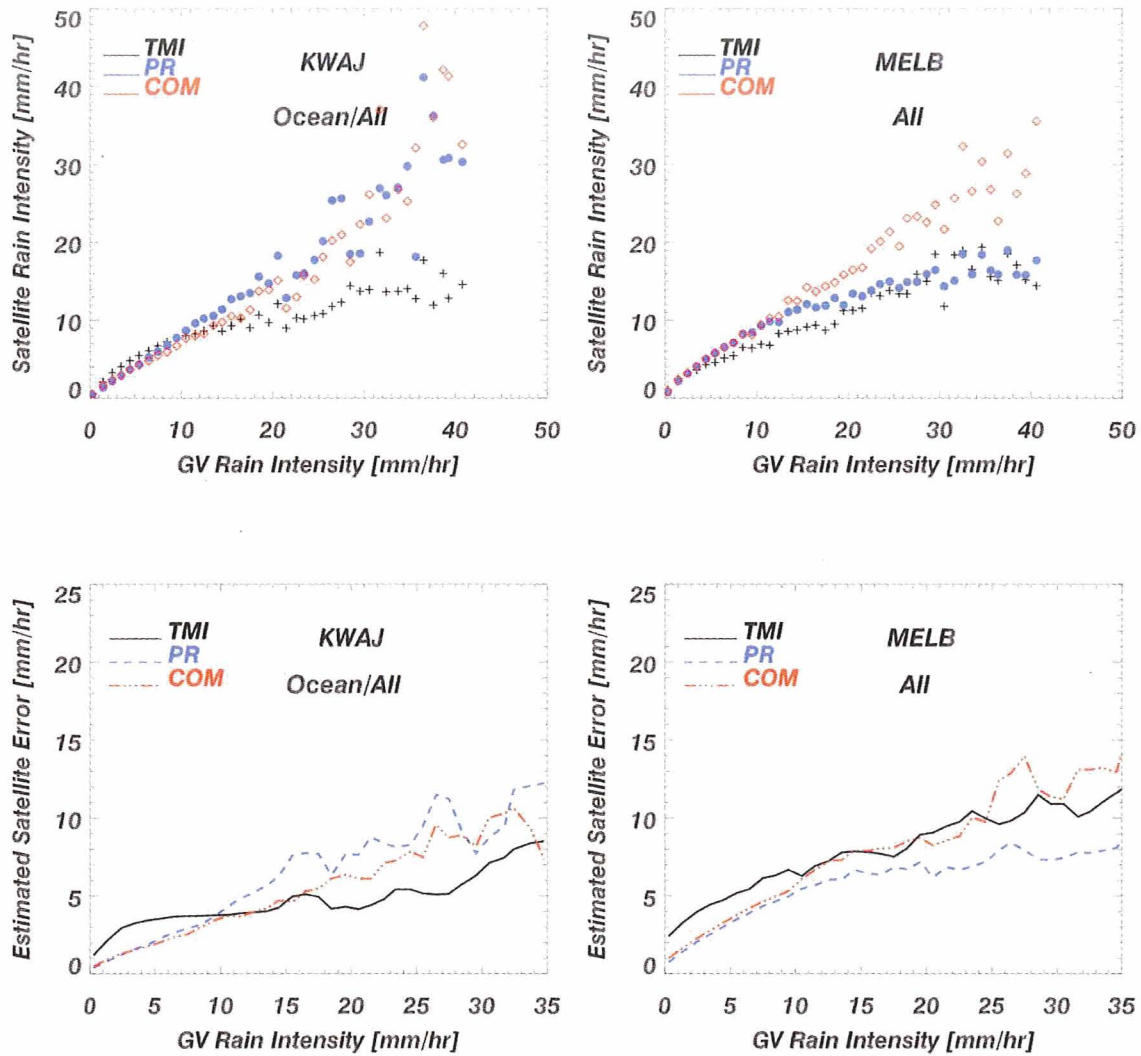 Satellite Rain Intensity [mm/hr]
50
40
30
20
10
0
TMI
PR
COM
KWAJ
Ocean/All
0 10 20 30 40 50
GV Rain Intensity [mm/hr]
Satellite Rain Intensity [mm/hr]
50
40
30
20
10
0
TMI
PR
COM
MELB
All
0 10 20 30 40 50
GV Rain Intensity [mm/hr]
Estimated Satellite Error [mm/hr]
25
20
15
10
5
0
TMI
PR
COM
KWAJ
Ocean/All
0 5 10 15 20 25 30 35
GV Rain Intensity [mm/hr]
Estimated Satellite Error [mm/hr]
25
20
15
10
5
0
TMI
PR
COM
MELB
All
0 5 10 15 20 25 30 35
GV Rain Intensity [mm/hr]